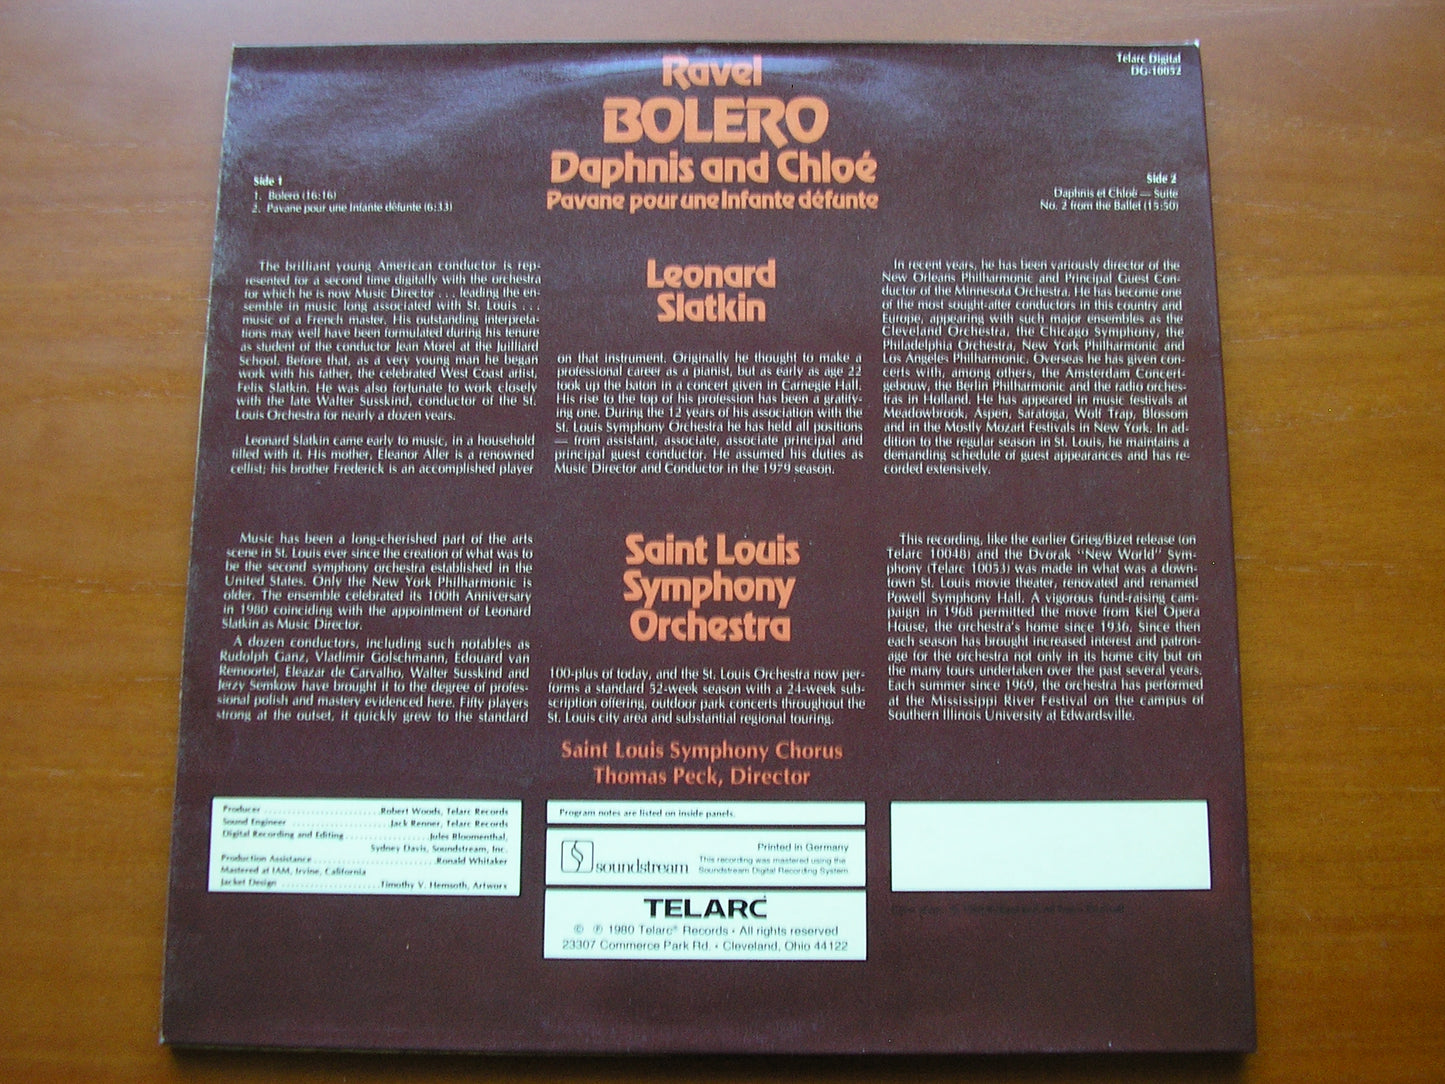 Ravel
BOLERO
Daphnis and Chloé
Pavane pour une Infante défunte
Telarc Digital
DG-10052
Side 1
1. Bolero (16:16)
2. Pavane pour une Infante défunte (6:33)
Side 2
Daphnis et Chloé — Suite
No. 2 from the Ballet (15:50)
Leonard
Slatkin
The brilliant young American conductor is rep-
resented for a second time digitally with the orchestra
for which he is now Music Director . . . leading the en-
semble in music long associated with St. Louis . . .
music of a French master. His outstanding interpreta-
tions may well have been formulated during his tenure
as student of the conductor Jean Morel at the Juilliard
School. Before that, as a very young man he began
work with his father, the celebrated West Coast artist,
Felix Slatkin. He was also fortunate to work closely
with the late Walter Susskind, conductor of the St.
Louis Orchestra for nearly a dozen years.
Leonard Slatkin came early to music, in a household
filled with it. His mother, Eleanor Aller is a renowned
cellist; his brother Frederick is an accomplished player
on that instrument. Originally he thought to make a
professional career as a pianist, but as early as age 22
took up the baton in a concert given in Carnegie Hall.
His rise to the top of his profession has been a gratify-
ing one. During the 12 years of his association with the
St. Louis Symphony Orchestra he has held all positions
— from assistant, associate, associate principal and
principal guest conductor. He assumed his duties as
Music Director and Conductor in the 1979 season.
In recent years, he has been variously director of the
New Orleans Philharmonic and Principal Guest Con-
ductor of the Minnesota Orchestra. He has become one
of the most sought-after conductors in this country and
Europe, appearing with such major ensembles as the
Cleveland Orchestra, the Chicago Symphony, the
Philadelphia Orchestra, New York Philharmonic and
Los Angeles Philharmonic. Overseas he has given con-
certs with, among others, the Amsterdam Concert-
gebouw, the Berlin Philharmonic and the radio orches-
tras in Holland. He has appeared in music festivals at
Meadowbrook, Aspen, Saratoga, Wolf Trap, Blossom
and in the Mostly Mozart Festivals in New York. In ad-
dition to the regular season in St. Louis, he maintains a
demanding schedule of guest appearances and has re-
corded extensively.
Saint Louis
Symphony
Orchestra
Music has been a long-cherished part of the arts
scene in St. Louis ever since the creation of what was to
be the second symphony orchestra established in the
United States. Only the New York Philharmonic is
older. The ensemble celebrated its 100th Anniversary
in 1980 coinciding with the appointment of Leonard
Slatkin as Music Director.
A dozen conductors, including such notables as
Rudolph Ganz, Vladimir Golschmann, Edouard van
Remoortel, Eleazar de Carvalho, Walter Susskind and
Jerzy Semkow have brought it to the degree of profes-
sional polish and mastery evidenced here. Fifty players
strong at the outset, it quickly grew to the standard
100-plus of today, and the St. Louis Orchestra now per-
forms a standard 52-week season with a 24-week sub-
scription offering, outdoor park concerts throughout the
St. Louis city area and substantial regional touring.
This recording, like the earlier Grieg/Bizet release (on
Telarc 10048) and the Dvorak "New World" Sym-
phony (Telarc 10053) was made in what was a down-
town St. Louis movie theater, renovated and renamed
Powell Symphony Hall. A vigorous fund-raising cam-
paign in 1968 permitted the move from Kiel Opera
House, the orchestra's home since 1936. Since then
each season has brought increased interest and patron-
age for the orchestra not only in its home city but on
the many tours undertaken over the past several years.
Each summer since 1969, the orchestra has performed
at the Mississippi River Festival on the campus of
Southern Illinois University at Edwardsville.
Saint Louis Symphony Chorus
Thomas Peck, Director
Producer ........................ Robert Woods, Telarc Records
Sound Engineer ........................ Jack Renner, Telarc Records
Digital Recording and Editing ................ Jules Bloomenthal,
Sydney Davis, Soundstream, Inc.
Production Assistance ........................ Ronald Whitaker
Mastered at IAM, Irvine, California
Jacket Design .................... Timothy V. Hemsoth, Artworx
Program notes are listed on inside panels.
soundstream
Printed in Germany
This recording was mastered using the
Soundstream Digital Recording System.
TELARC
© ℗ 1980 Telarc® Records • All rights reserved
23307 Commerce Park Rd. • Cleveland, Ohio 44122